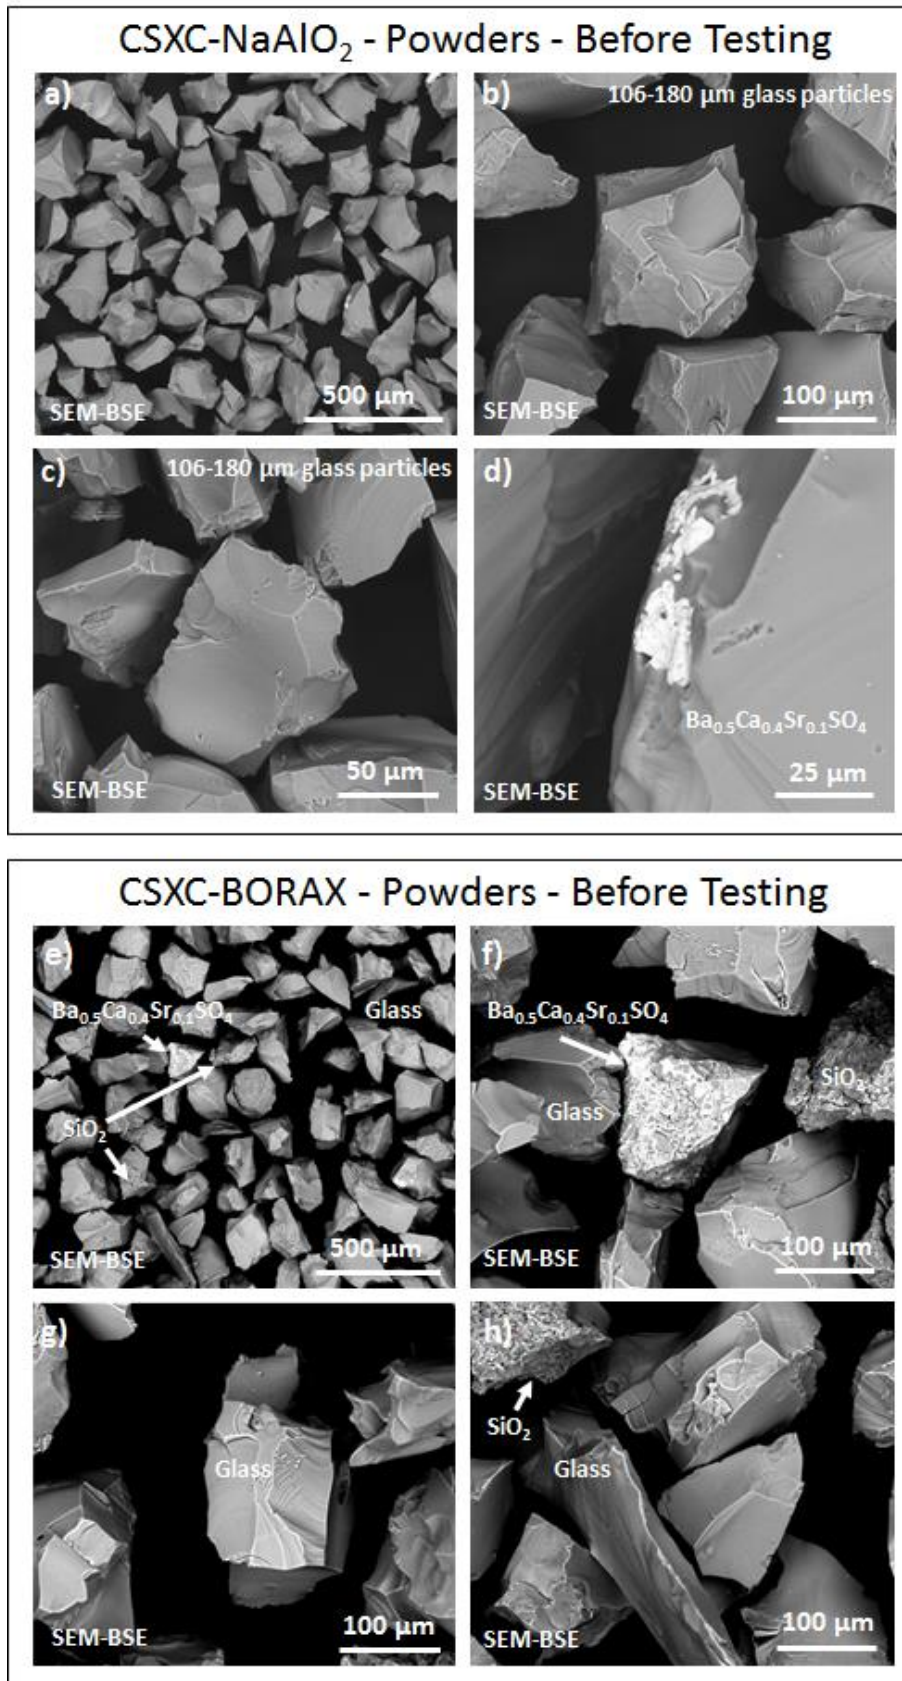 CSXC-NaAlO₂ - Powders - Before Testing
a)
SEM-BSE
500 µm
b)
106-180 µm glass particles
SEM-BSE
100 µm
c)
106-180 µm glass particles
SEM-BSE
50 µm
d)
Ba₀.₅Ca₀.₄Sr₀.₁SO₄
SEM-BSE
25 µm
CSXC-BORAX - Powders - Before Testing
e)
Ba₀.₅Ca₀.₄Sr₀.₁SO₄
Glass
SiO₂
SEM-BSE
500 µm
f)
Ba₀.₅Ca₀.₄Sr₀.₁SO₄
SiO₂
Glass
SEM-BSE
100 µm
g)
Glass
SEM-BSE
100 µm
h)
SiO₂
Glass
SEM-BSE
100 µm